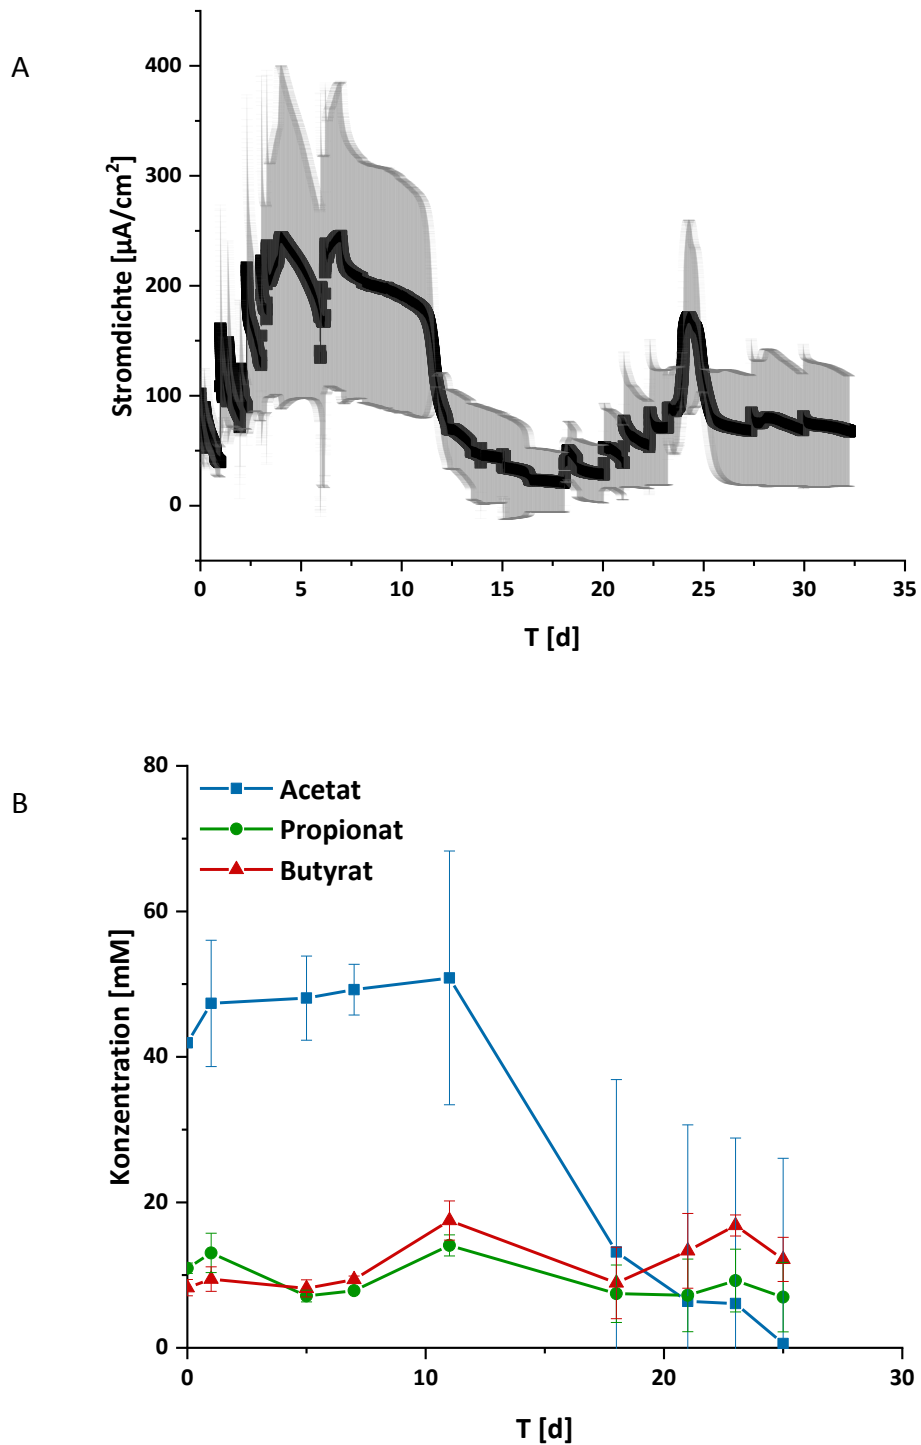 A
400
300
200
100
0
Stromdichte [µA/cm²]
0 5 10 15 20 25 30 35
T [d]
B
80
60
40
20
0
Konzentration [mM]
Acetat
Propionat
Butyrat
0 10 20 30
T [d]